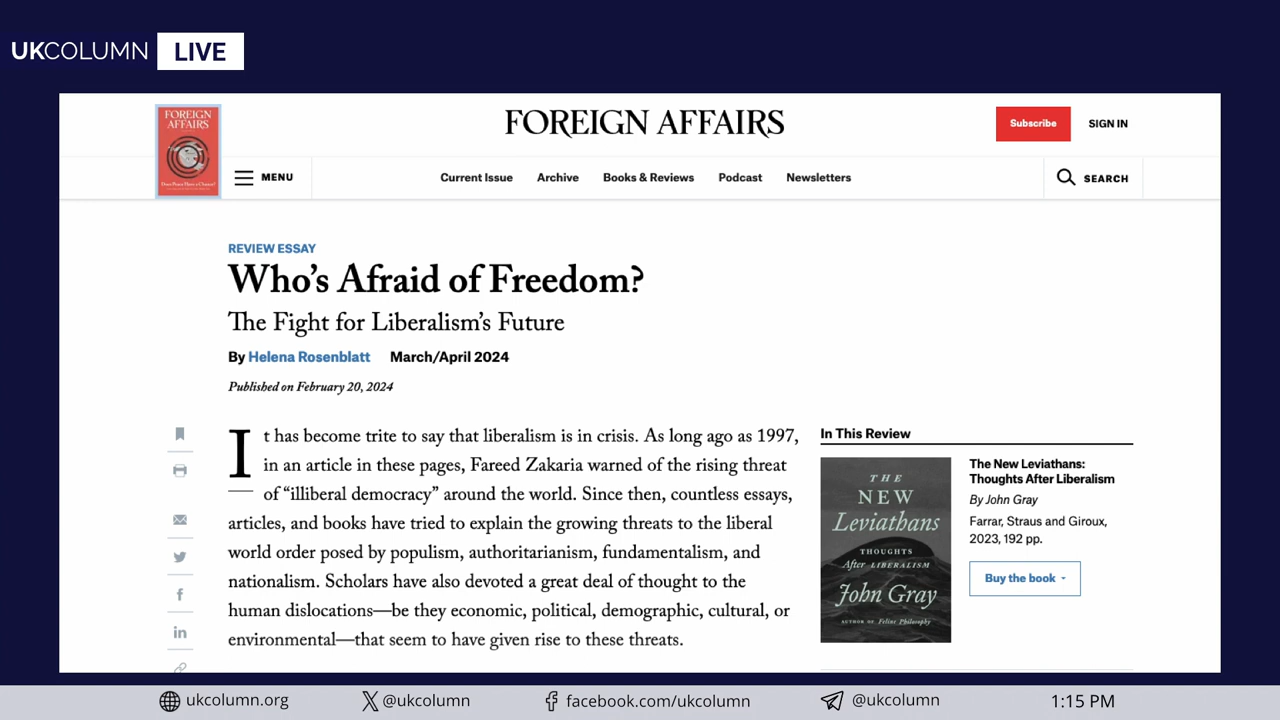 UKCOLUMN LIVE
FOREIGN
AFFAIRS
FOREIGN AFFAIRS
Subscribe
SIGN IN
MENU
Current Issue
Archive
Books & Reviews
Podcast
Newsletters
SEARCH
REVIEW ESSAY
Who's Afraid of Freedom?
The Fight for Liberalism's Future
By Helena Rosenblatt March/April 2024
Published on February 20, 2024
It has become trite to say that liberalism is in crisis. As long ago as 1997,
in an article in these pages, Fareed Zakaria warned of the rising threat
of “illiberal democracy” around the world. Since then, countless essays,
articles, and books have tried to explain the growing threats to the liberal
world order posed by populism, authoritarianism, fundamentalism, and
nationalism. Scholars have also devoted a great deal of thought to the
human dislocations—be they economic, political, demographic, cultural, or
environmental—that seem to have given rise to these threats.
In This Review
THE
NEW
Leviathans
THOUGHTS
After LIBERALISM
John Gray
AUTHOR OF Feline Philosophy
The New Leviathans:
Thoughts After Liberalism
By John Gray
Farrar, Straus and Giroux,
2023, 192 pp.
Buy the book
ukcolumn.org
@ukcolumn
facebook.com/ukcolumn
@ukcolumn
1:15 PM